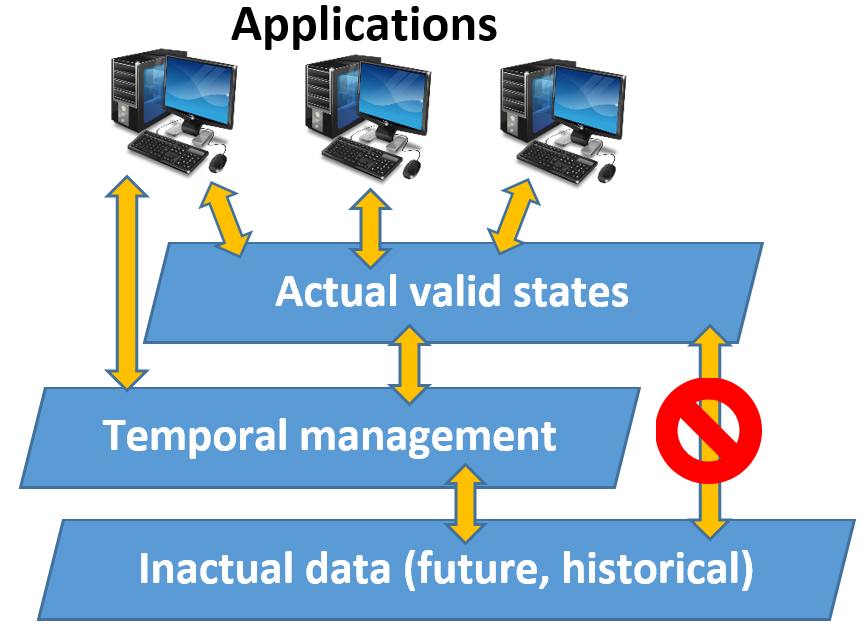 Applications
Actual valid states
Temporal management
Inactual data (future, historical)